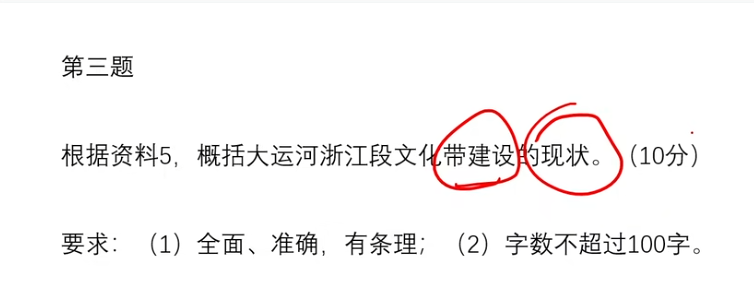 第三题
根据资料5，概括大运河浙江段文化带建设的现状。（10分）
要求：（1）全面、准确，有条理；（2）字数不超过100字。